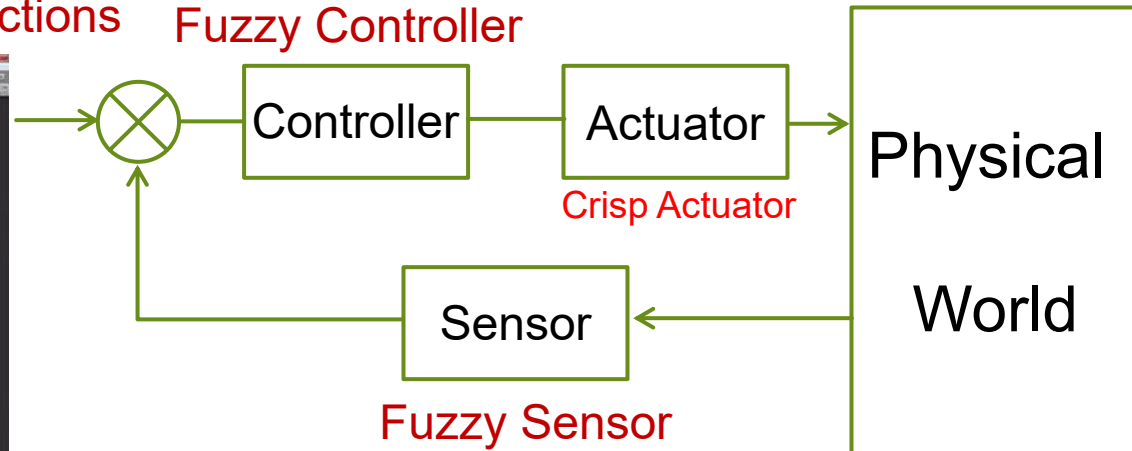 Fuzzy Controller
Controller
Actuator
Physical
World
Crisp Actuator
Sensor
Fuzzy Sensor